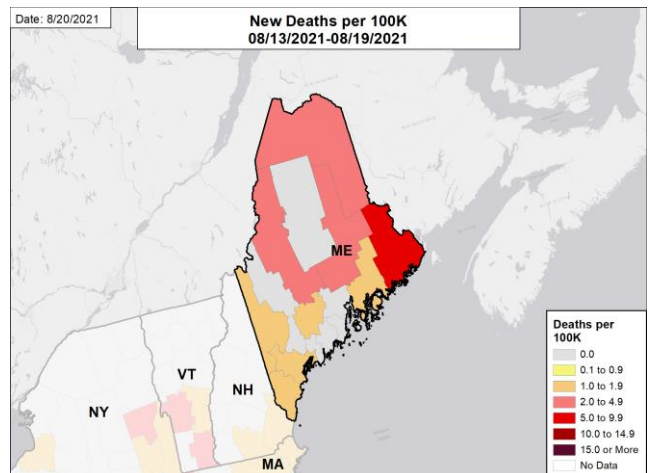 Date: 8/20/2021
New Deaths per 100K
08/13/2021-08/19/2021
ME
VT
NH
NY
MA
Deaths per
100K
0.0
0.1 to 0.9
1.0 to 1.9
2.0 to 4.9
5.0 to 9.9
10.0 to 14.9
15.0 or More
No Data